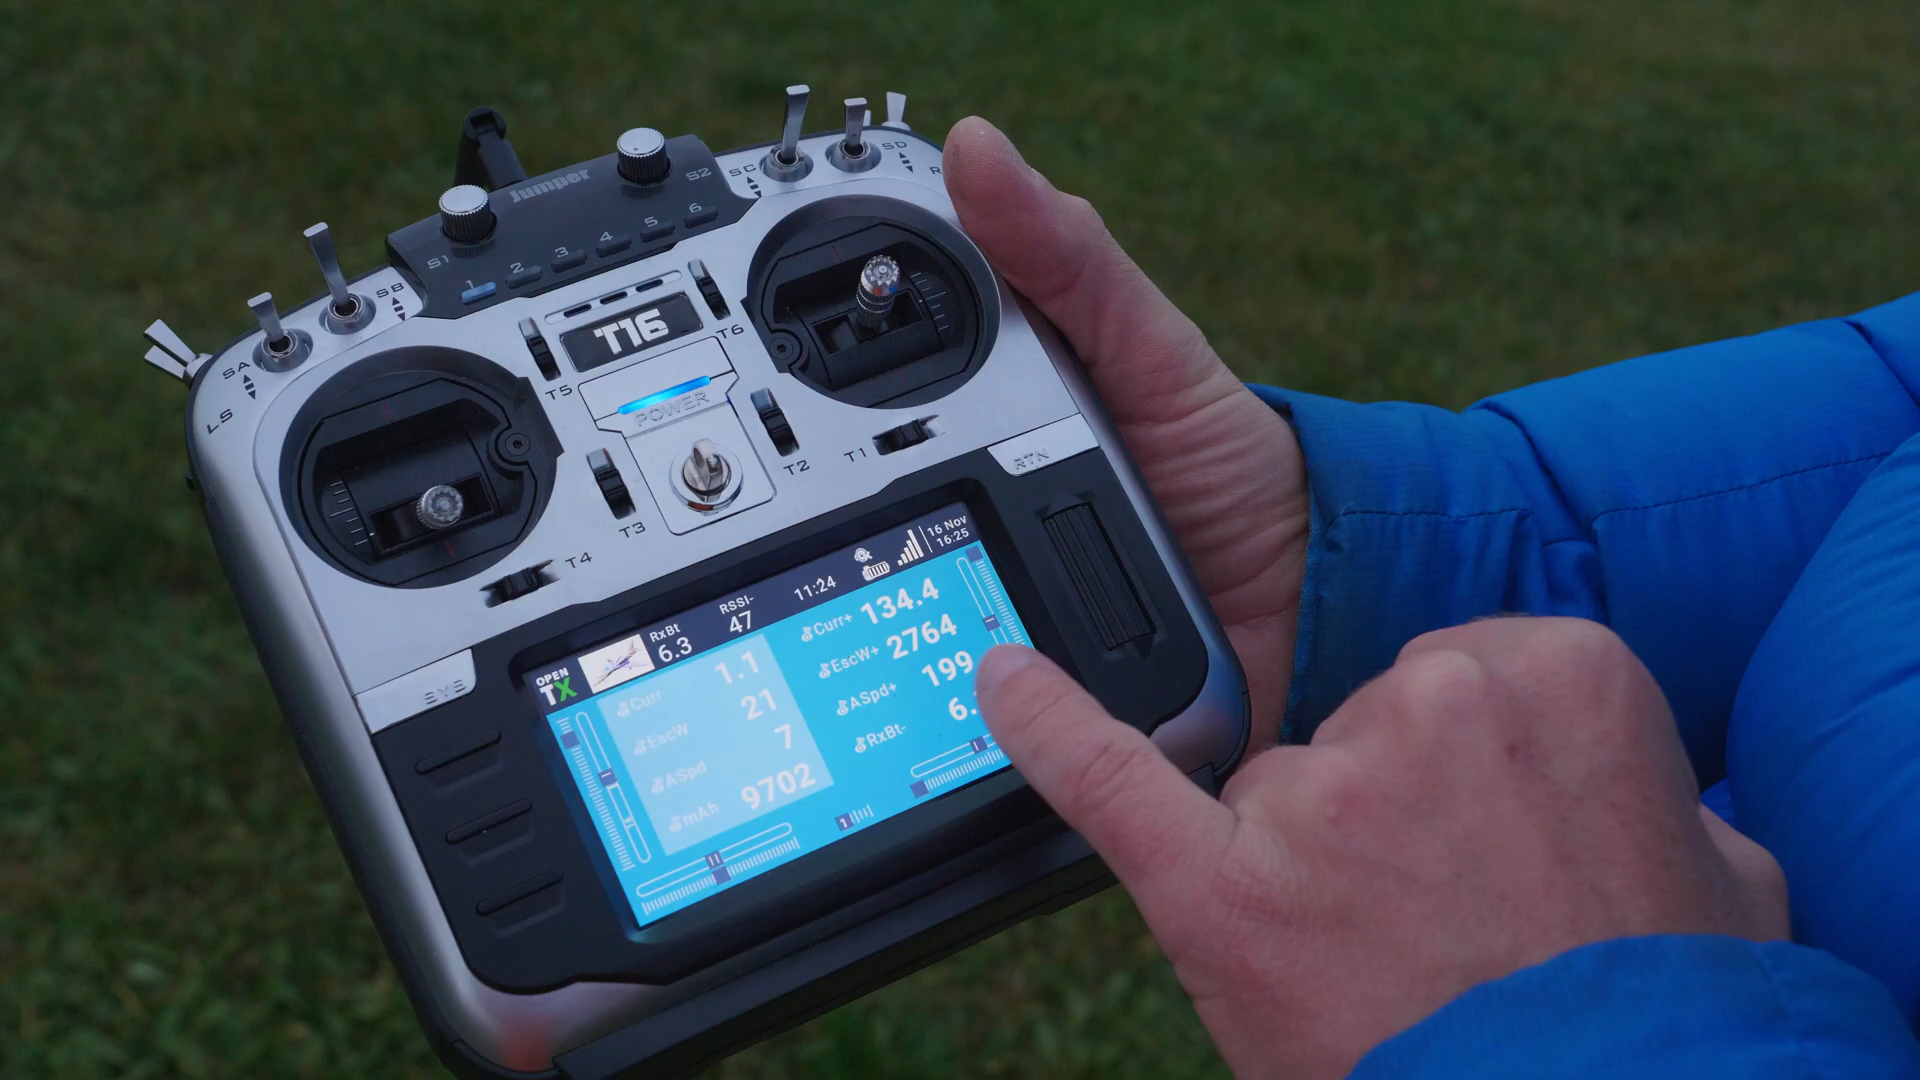 Jumper
S1
S2
1 2 3 4 5 6
SA
SB
SC
SD
LS
R
T16
T5
T6
POWER
T3
T2
T4
T1
SYS
RTN
OPEN TX
RxBt 6.3
RSSI- 47
11:24
16 Nov
16:25
Curr 1.1
EscW 21
ASpd 7
mAh 9702
Curr+ 134.4
EscW+ 2764
ASpd+ 199
RxBt- 6.
1